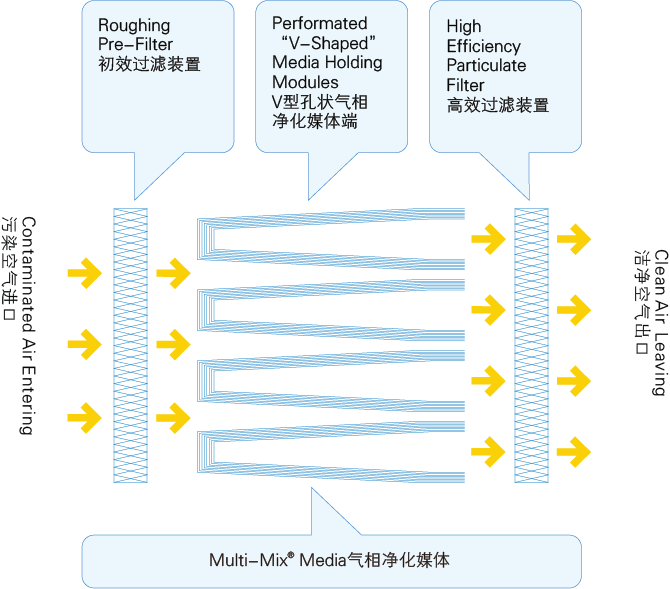 Roughing
Pre-Filter
初效过滤装置
Performated
“V-Shaped”
Media Holding
Modules
V型孔状气相
净化媒体端
High
Efficiency
Particulate
Filter
高效过滤装置
Contaminated Air Entering
污染空气进口
Clean Air Leaving
洁净空气出口
Multi-Mix® Media气相净化媒体